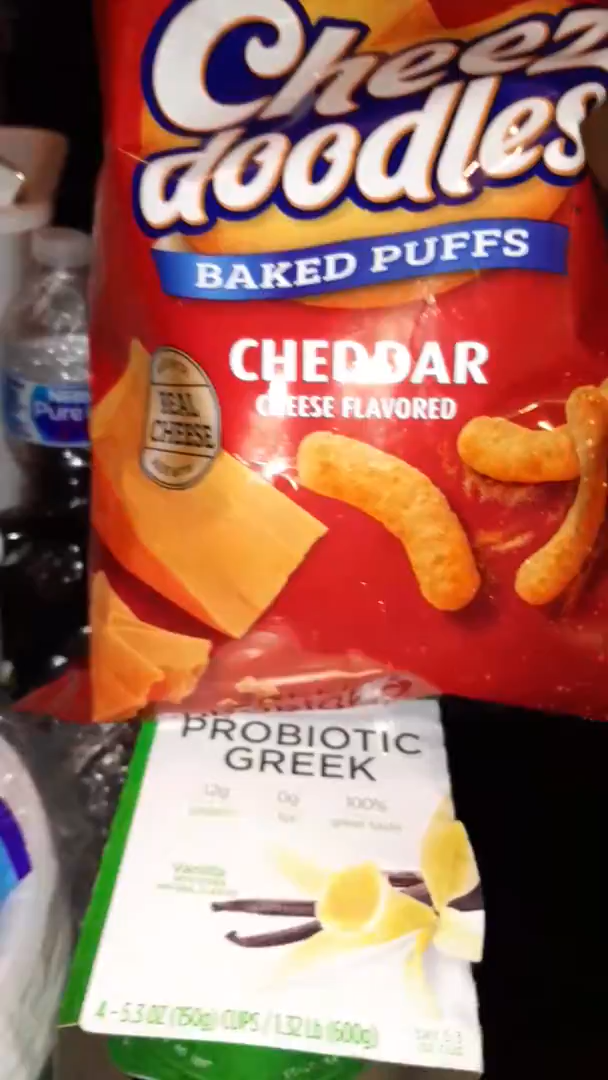 Cheez
doodles
BAKED PUFFS
CHEDDAR
CHEESE FLAVORED
REAL
CHEESE
Pure
PROBIOTIC
GREEK
12g 0g 100%
Vanilla
4 - 5.3 OZ (150g) CUPS / 1.32 Lb (600g)